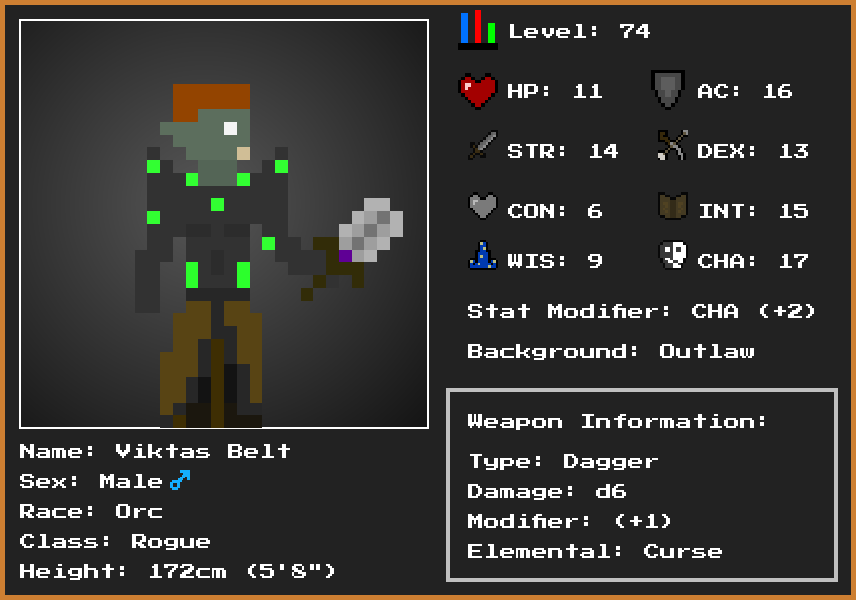 Level: 74
HP: 11
AC: 16
STR: 14
DEX: 13
CON: 6
INT: 15
WIS: 9
CHA: 17
Stat Modifier: CHA (+2)
Background: Outlaw
Weapon Information:
Type: Dagger
Damage: d6
Modifier: (+1)
Elemental: Curse
Name: Viktas Belt
Sex: Male♂
Race: Orc
Class: Rogue
Height: 172cm (5'8")